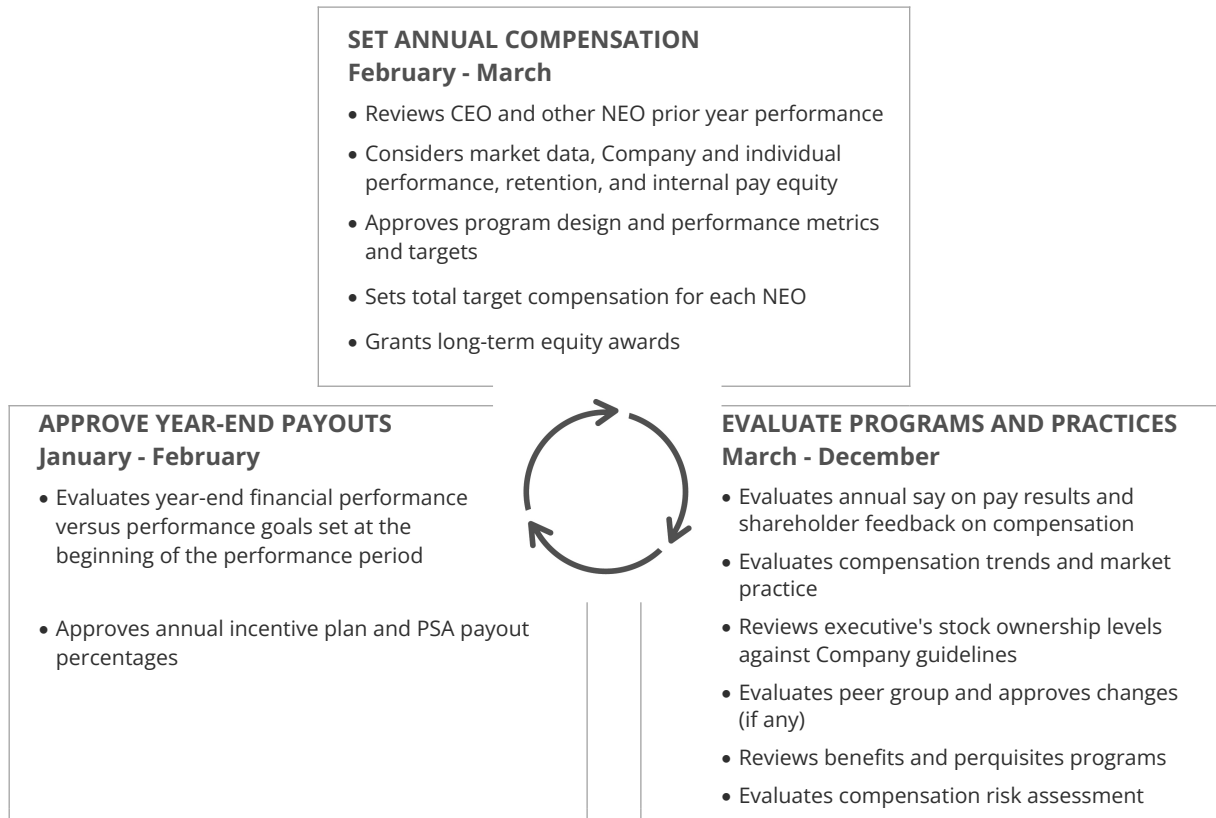 SET ANNUAL COMPENSATION
February - March
• Reviews CEO and other NEO prior year performance
• Considers market data, Company and individual
performance, retention, and internal pay equity
• Approves program design and performance metrics
and targets
• Sets total target compensation for each NEO
• Grants long-term equity awards
APPROVE YEAR-END PAYOUTS
January - February
• Evaluates year-end financial performance
versus performance goals set at the
beginning of the performance period
• Approves annual incentive plan and PSA payout
percentages
EVALUATE PROGRAMS AND PRACTICES
March - December
• Evaluates annual say on pay results and
shareholder feedback on compensation
• Evaluates compensation trends and market
practice
• Reviews executive's stock ownership levels
against Company guidelines
• Evaluates peer group and approves changes
(if any)
• Reviews benefits and perquisites programs
• Evaluates compensation risk assessment